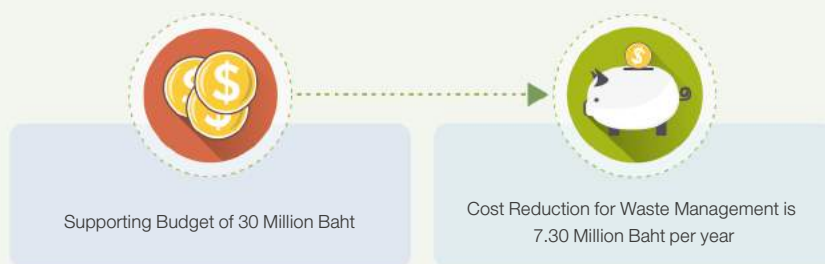 Supporting Budget of 30 Million Baht
Cost Reduction for Waste Management is
7.30 Million Baht per year